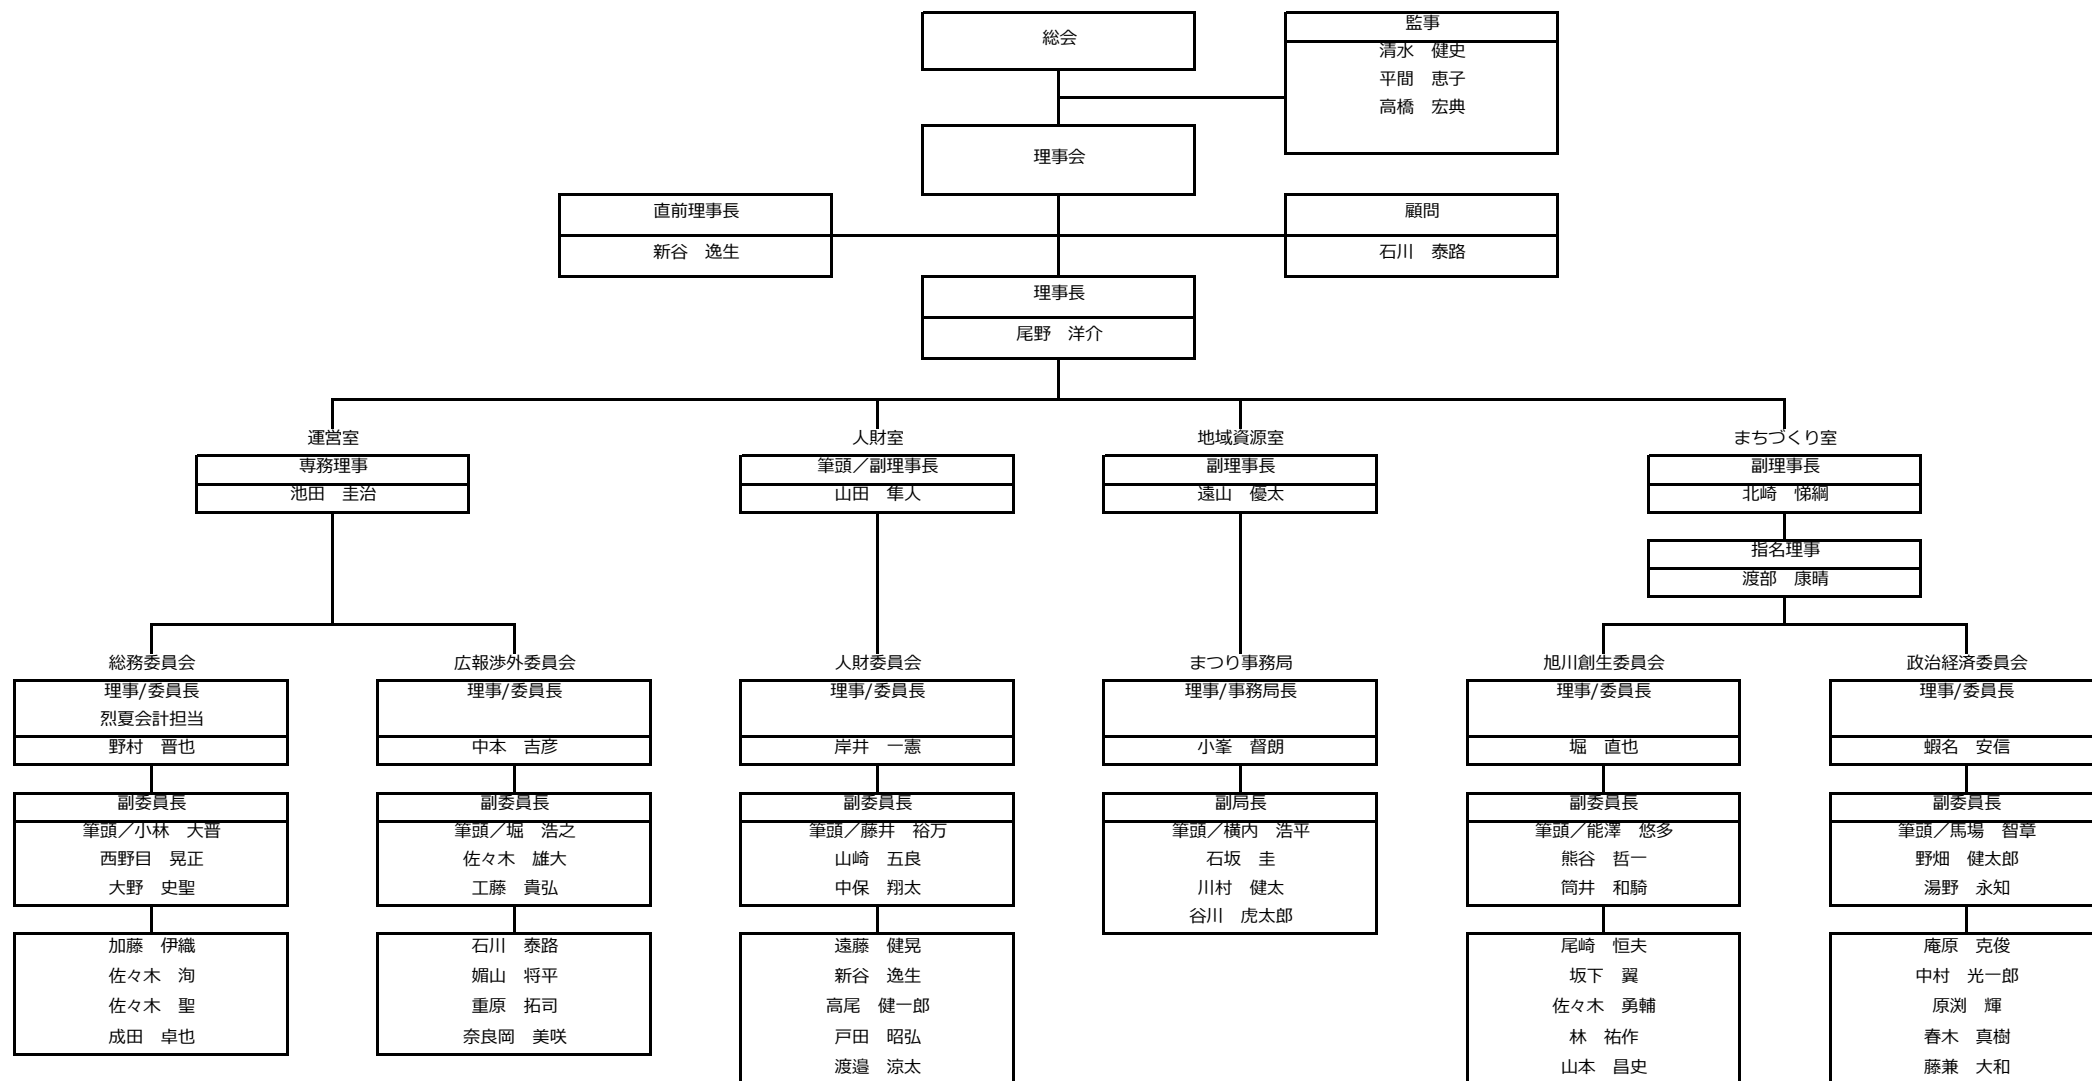 総会
監事
清水　健史
平間　恵子
高橋　宏典
理事会
直前理事長
新谷　逸生
顧問
石川　泰路
理事長
尾野　洋介
運営室
専務理事
池田　圭治
人財室
筆頭／副理事長
山田　隼人
地域資源室
副理事長
遠山　優太
まちづくり室
副理事長
北崎　悌綱
指名理事
渡部　康晴
総務委員会
理事/委員長
烈夏会計担当
野村　晋也
副委員長
筆頭／小林　大晋
西野目　晃正
大野　史聖
加藤　伊織
佐々木　洵
佐々木　聖
成田　卓也
広報渉外委員会
理事/委員長
中本　吉彦
副委員長
筆頭／堀　浩之
佐々木　雄大
工藤　貴弘
石川　泰路
媚山　将平
重原　拓司
奈良岡　美咲
人財委員会
理事/委員長
岸井　一憲
副委員長
筆頭／藤井　裕万
山崎　五良
中保　翔太
遠藤　健晃
新谷　逸生
高尾　健一郎
戸田　昭弘
渡邉　涼太
まつり事務局
理事/事務局長
小峯　督朗
副局長
筆頭／横内　浩平
石坂　圭
川村　健太
谷川　虎太郎
旭川創生委員会
理事/委員長
堀　直也
副委員長
筆頭／能澤　悠多
熊谷　哲一
筒井　和騎
尾崎　恒夫
坂下　翼
佐々木　勇輔
林　祐作
山本　昌史
政治経済委員会
理事/委員長
蝦名　安信
副委員長
筆頭／馬場　智章
野畑　健太郎
湯野　永知
庵原　克俊
中村　光一郎
原渕　輝
春木　真樹
藤兼　大和